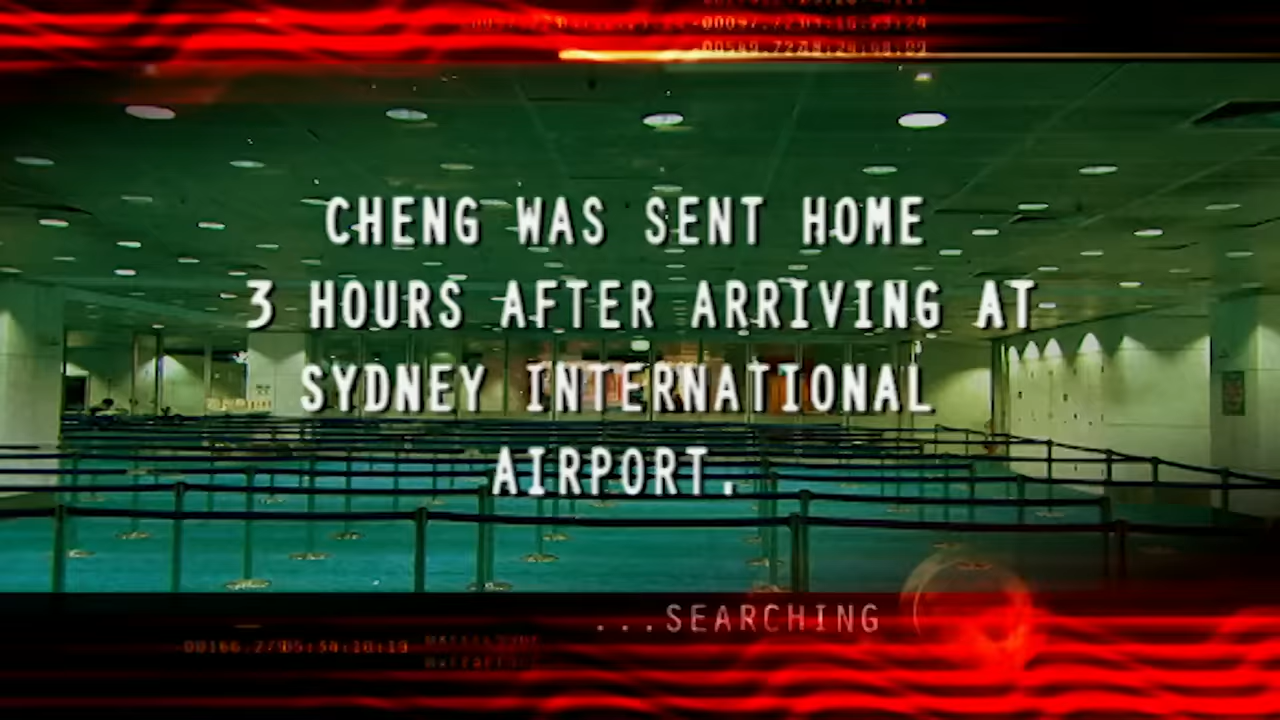 CHENG WAS SENT HOME
3 HOURS AFTER ARRIVING AT
SYDNEY INTERNATIONAL
AIRPORT.
...SEARCHING